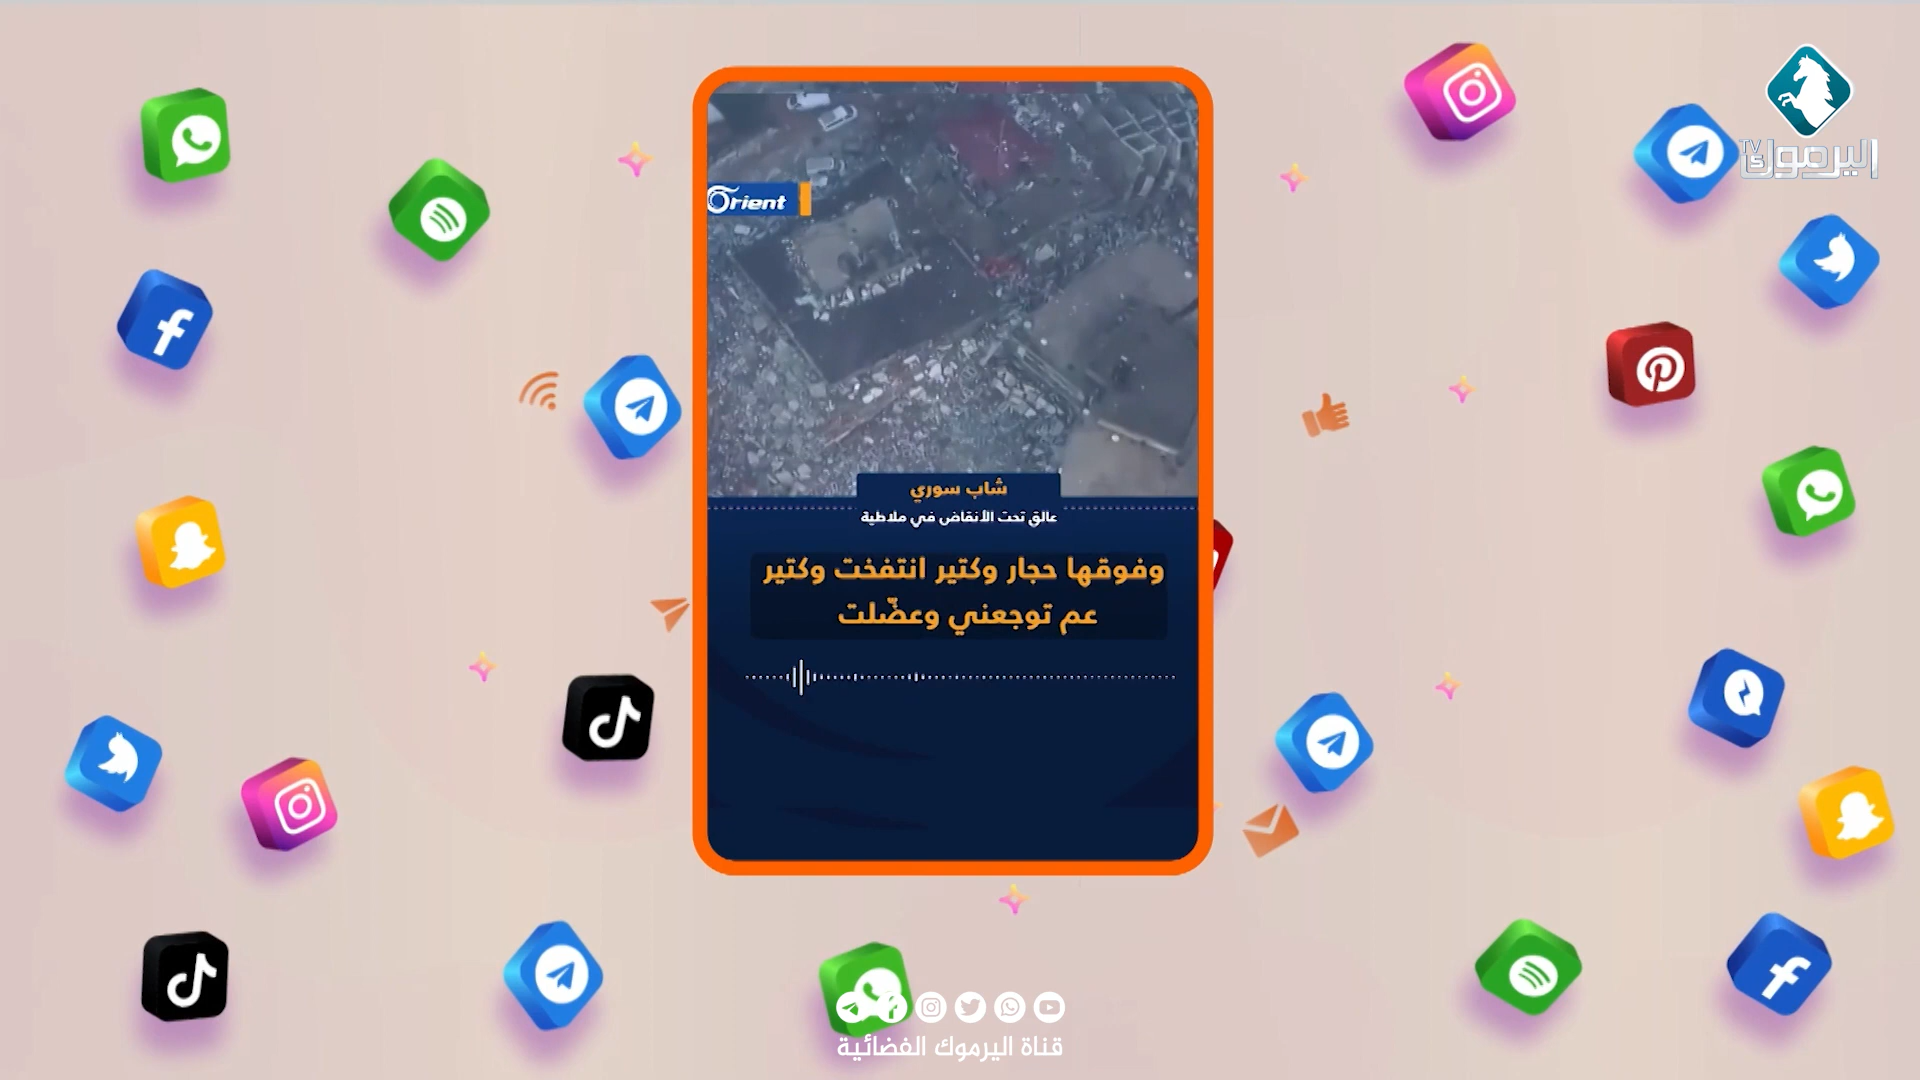 اليرموك
TV
Orient
شاب سوري
عالق تحت الأنقاض في ملاطية
وفوقها حجار وكتير انتفخت وكتير
عم توجعني وعضّلت
قناة اليرموك الفضائية